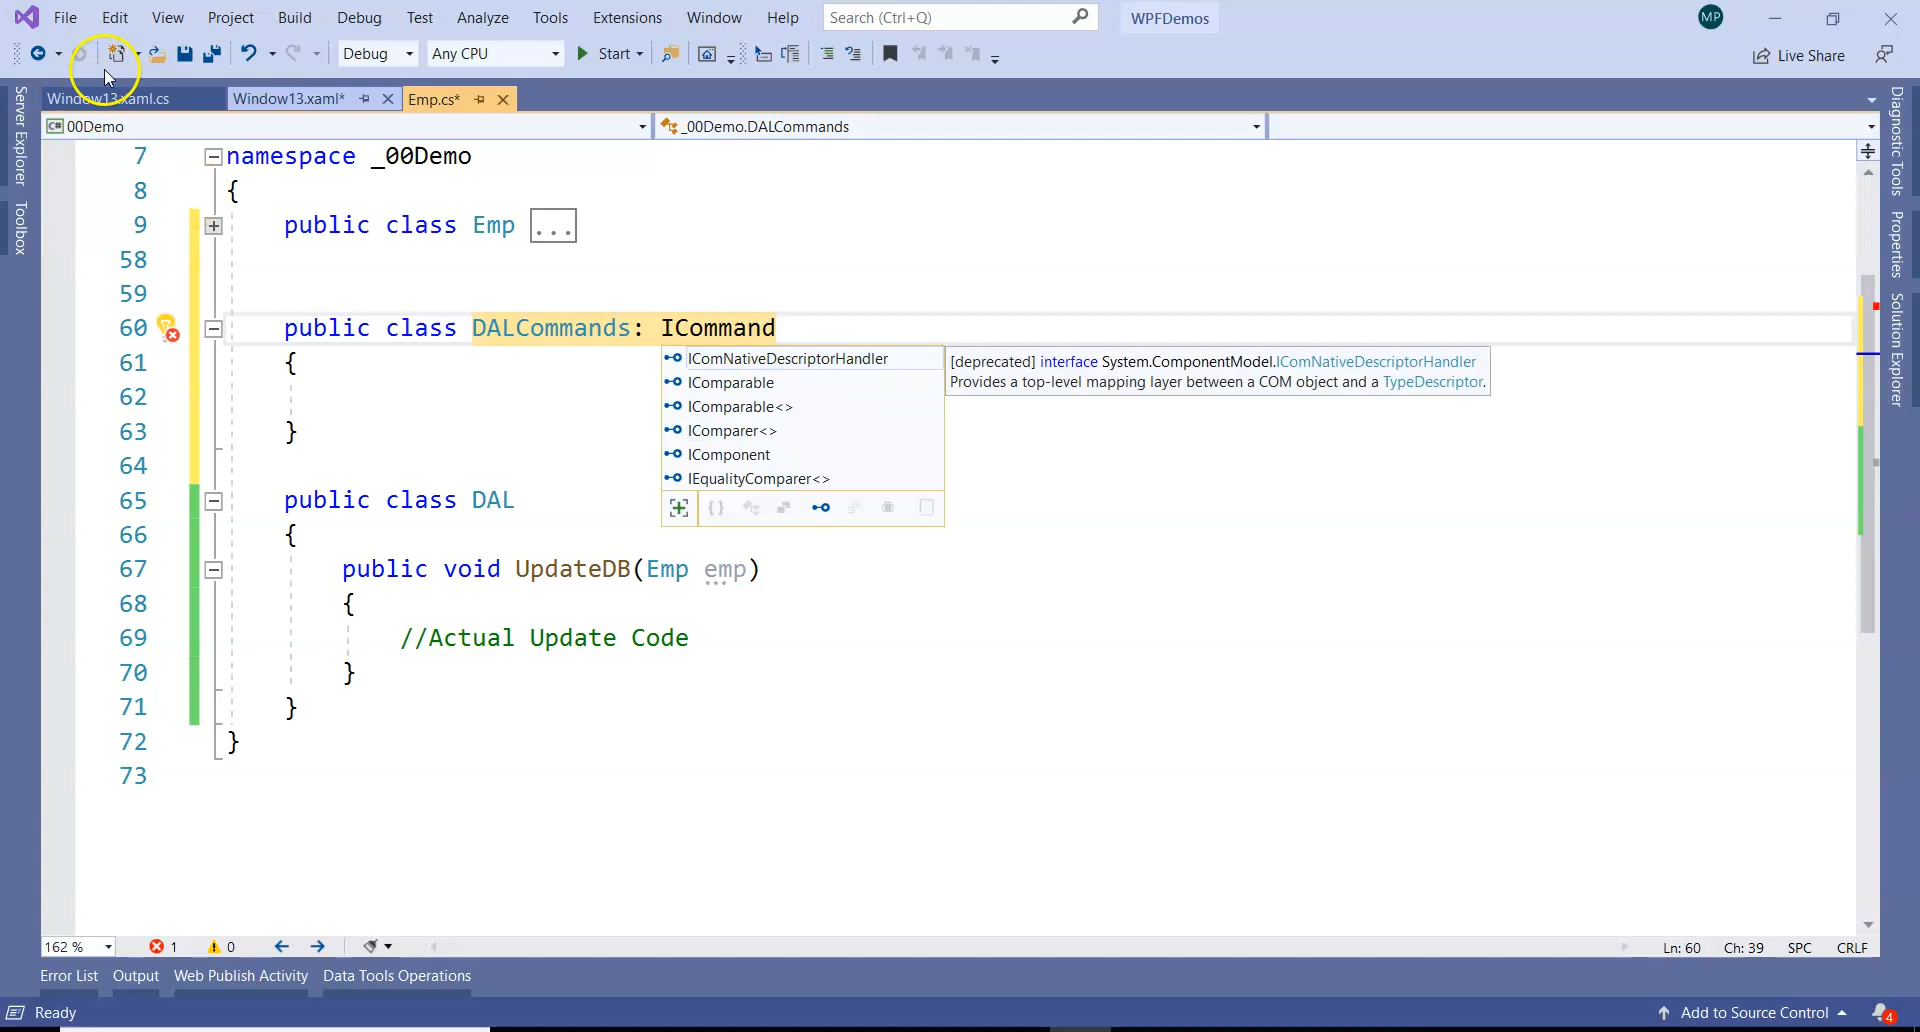 File Edit View Project Build Debug Test Analyze Tools Extensions Window Help Search (Ctrl+Q) WPFDemos MP
Debug Any CPU Start Live Share
Server Explorer
Toolbox
Window13.xaml.cs Window13.xaml* Emp.cs*
C# 00Demo _00Demo.DALCommands
7 namespace _00Demo
8 {
9 public class Emp ...
58
59
60 public class DALCommands: ICommand
61 {
62
63 }
64
65 public class DAL
66 {
67 public void UpdateDB(Emp emp)
68 {
69 //Actual Update Code
70 }
71 }
72 }
73
IComNativeDescriptorHandler
IComparable
IComparable<>
IComparer<>
IComponent
IEqualityComparer<>
[deprecated] interface System.ComponentModel.IComNativeDescriptorHandler
Provides a top-level mapping layer between a COM object and a TypeDescriptor.
Diagnostic Tools
Properties
Solution Explorer
162 % 1 0 Ln: 60 Ch: 39 SPC CRLF
Error List Output Web Publish Activity Data Tools Operations
Ready Add to Source Control 4